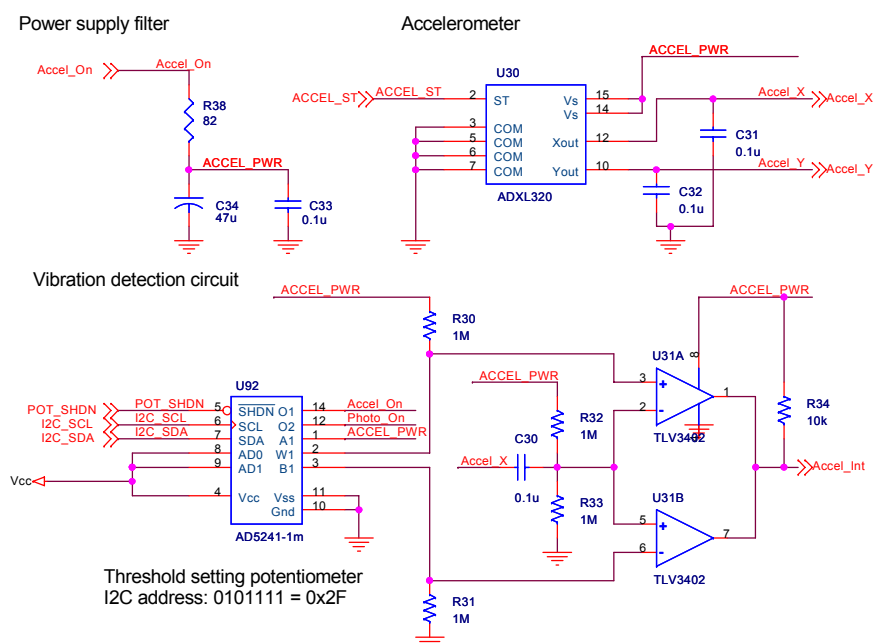 Power supply filter
Accel_On
Accel_On
R38
82
ACCEL_PWR
C34
47u
C33
0.1u
Accelerometer
ACCEL_ST
ACCEL_ST
U30
2
ST
3
COM
5
COM
6
COM
7
COM
Vs
15
Vs
14
Xout
12
Yout
10
ADXL320
ACCEL_PWR
Accel_X
Accel_X
C31
0.1u
Accel_Y
Accel_Y
C32
0.1u
Vibration detection circuit
ACCEL_PWR
R30
1M
U92
POT_SHDN
POT_SHDN
5
SHDN
I2C_SCL
I2C_SCL
6
SCL
I2C_SDA
I2C_SDA
7
SDA
8
AD0
9
AD1
Vcc
4
Vcc
O1
14
Accel_On
O2
12
Photo_On
A1
1
ACCEL_PWR
W1
2
B1
3
Vss
11
Gnd
10
AD5241-1m
ACCEL_PWR
R32
1M
Accel_X
C30
0.1u
R33
1M
R31
1M
U31A
3
+
2
-
8
1
TLV3402
ACCEL_PWR
R34
10k
Accel_Int
U31B
5
+
6
-
7
TLV3402
Threshold setting potentiometer
I2C address: 0101111 = 0x2F